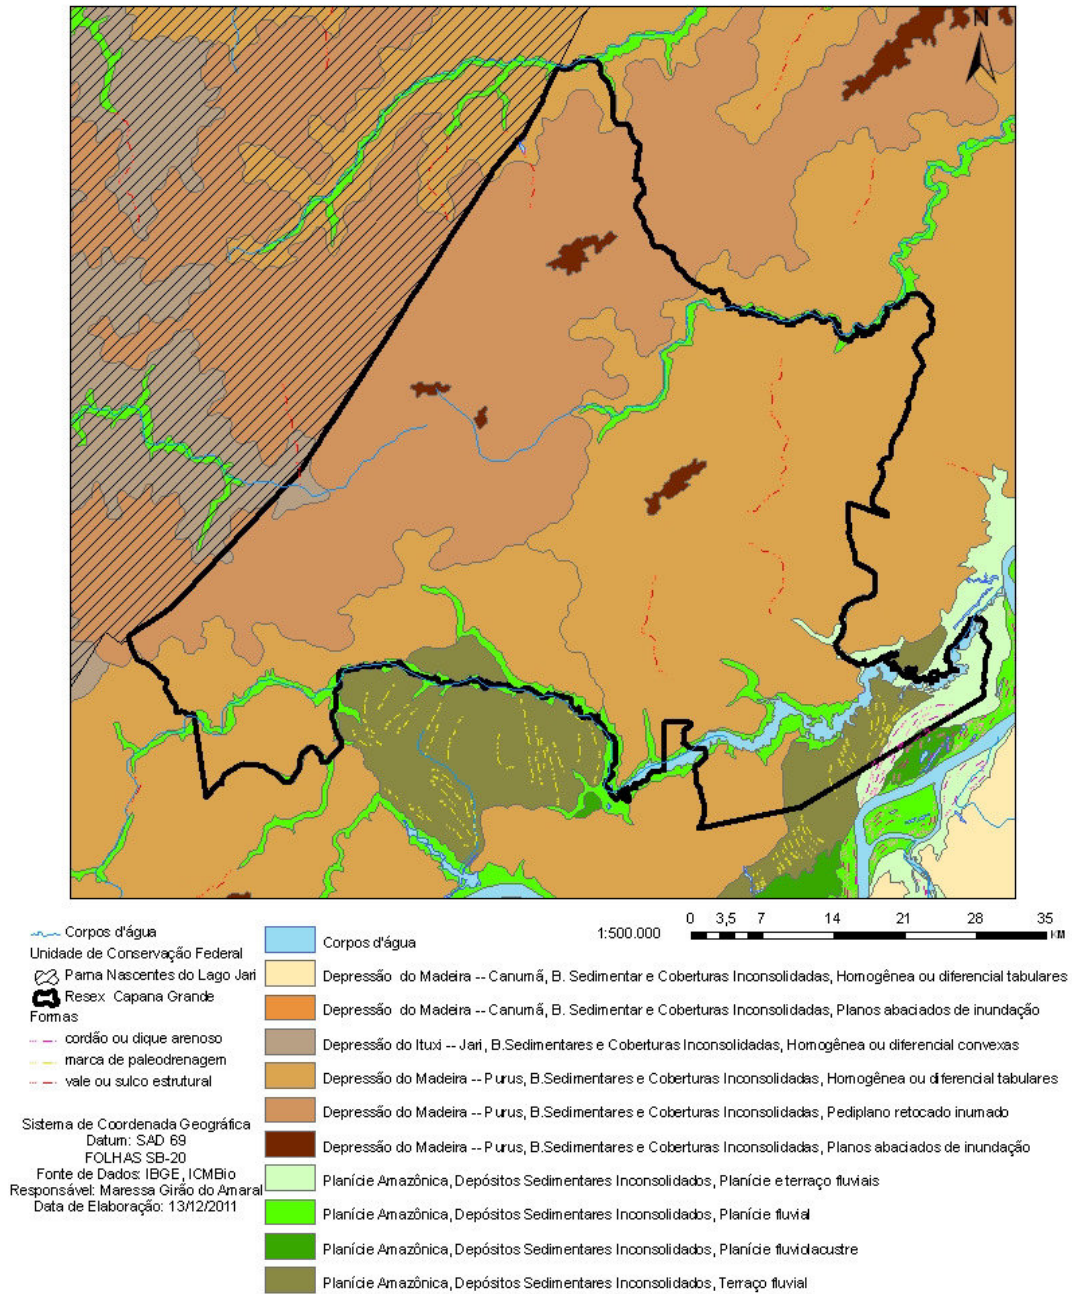 N
Corpos d'água
Unidade de Conservação Federal
Parna Nascentes do Lago Jari
Resex Capana Grande
Formas
cordão ou dique arenoso
marca de paleodrenagem
vale ou sulco estrutural
Sistema de Coordenada Geográfica
Datum: SAD 69
FOLHAS SB-20
Fonte de Dados: IBGE, ICMBio
Responsável: Maressa Girão do Amaral
Data de Elaboração: 13/12/2011
1:500.000
0 3,5 7 14 21 28 35
KM
Corpos d'água
Depressão do Madeira -- Canumã, B. Sedimentar e Coberturas Inconsolidadas, Homogênea ou diferencial tabulares
Depressão do Madeira -- Canumã, B. Sedimentar e Coberturas Inconsolidadas, Planos abaciados de inundação
Depressão do Ituxi -- Jari, B.Sedimentares e Coberturas Inconsolidadas, Homogênea ou diferencial convexas
Depressão do Madeira -- Purus, B.Sedimentares e Coberturas Inconsolidadas, Homogênea ou diferencial tabulares
Depressão do Madeira -- Purus, B.Sedimentares e Coberturas Inconsolidadas, Pediplano retocado inumado
Depressão do Madeira -- Purus, B.Sedimentares e Coberturas Inconsolidadas, Planos abaciados de inundação
Planície Amazônica, Depósitos Sedimentares Inconsolidados, Planície e terraço fluviais
Planície Amazônica, Depósitos Sedimentares Inconsolidados, Planície fluvial
Planície Amazônica, Depósitos Sedimentares Inconsolidados, Planície fluviolacustre
Planície Amazônica, Depósitos Sedimentares Inconsolidados, Terraço fluvial